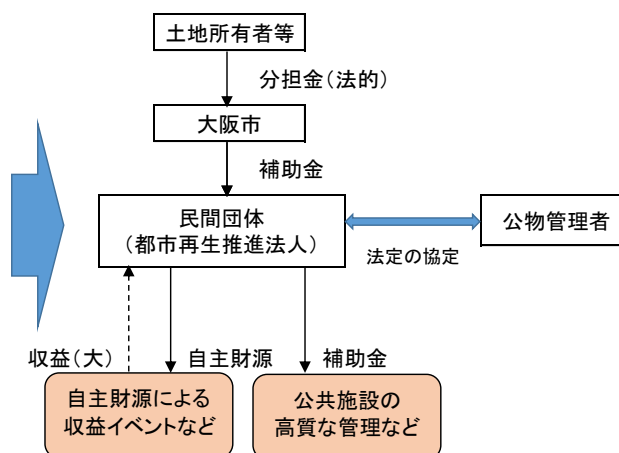 土地所有者等
分担金（法的）
大阪市
補助金
民間団体
（都市再生推進法人）
公物管理者
法定の協定
収益（大）
自主財源
補助金
自主財源による
収益イベントなど
公共施設の
高質な管理など